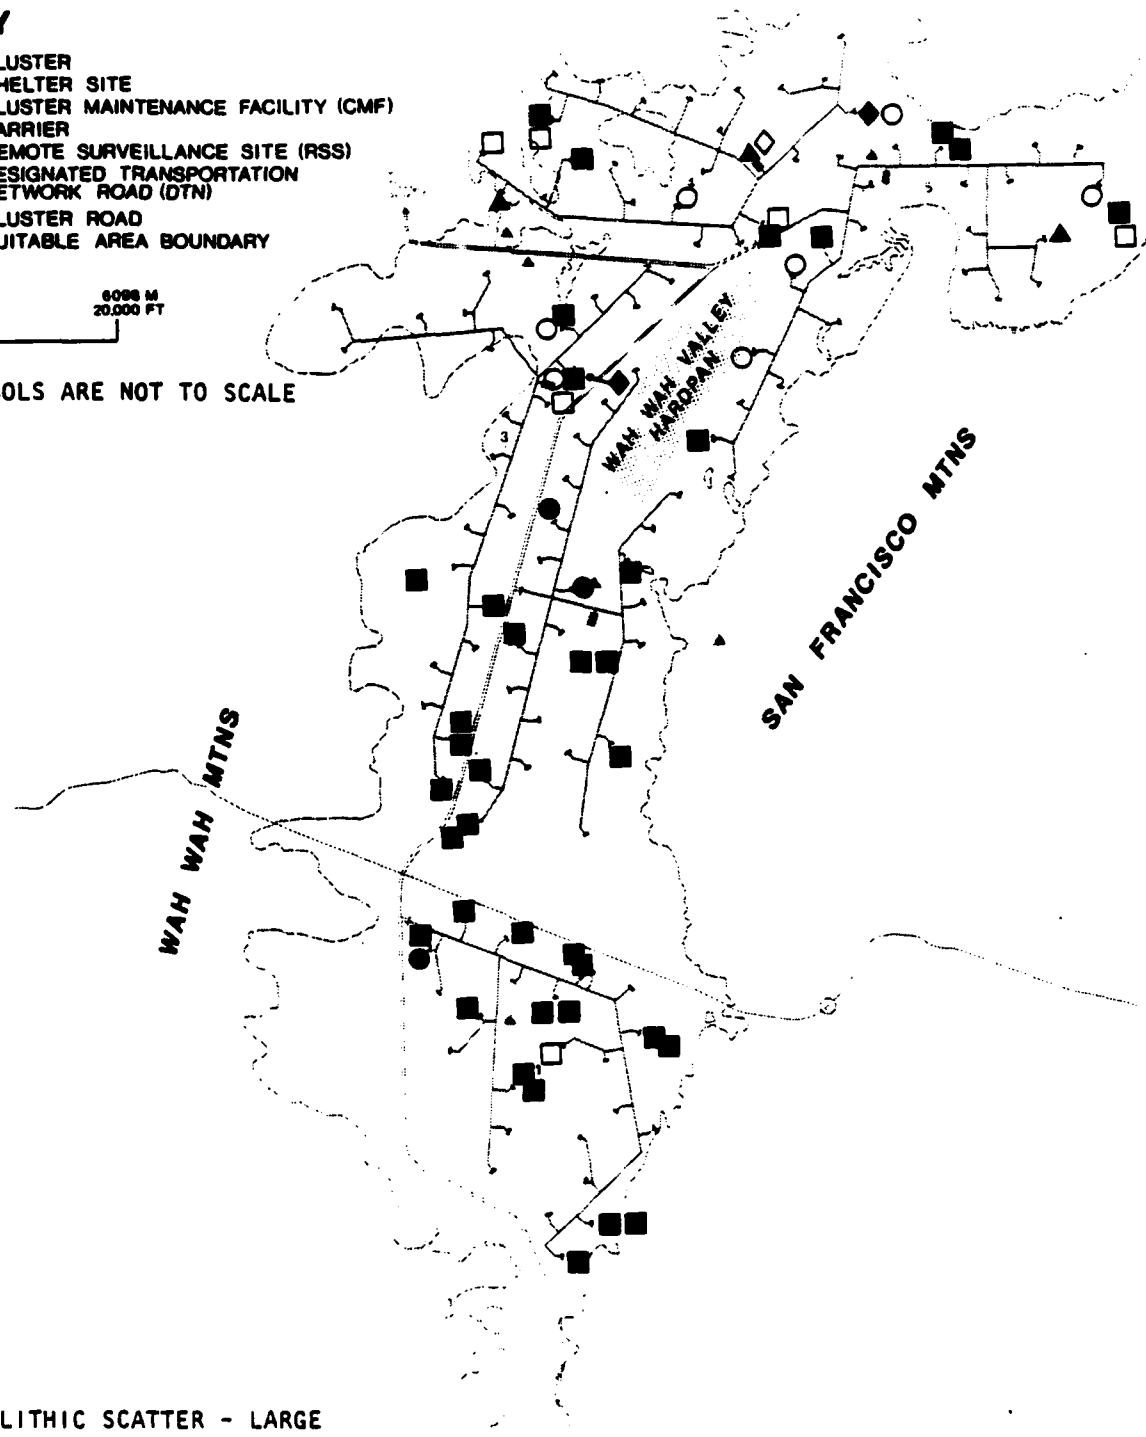 Y
LUSTER
HELTER SITE
LUSTER MAINTENANCE FACILITY (CMF)
ARRIER
EMOTE SURVEILLANCE SITE (RSS)
ESIGNATED TRANSPORTATION
ETWORK ROAD (DTN)
LUSTER ROAD
UITABLE AREA BOUNDARY
6096 M
20,000 FT
OLS ARE NOT TO SCALE
WAH WAH VALLEY
HARDPAN
3
SAN FRANCISCO MTNS
WAH WAH MTNS
LITHIC SCATTER - LARGE